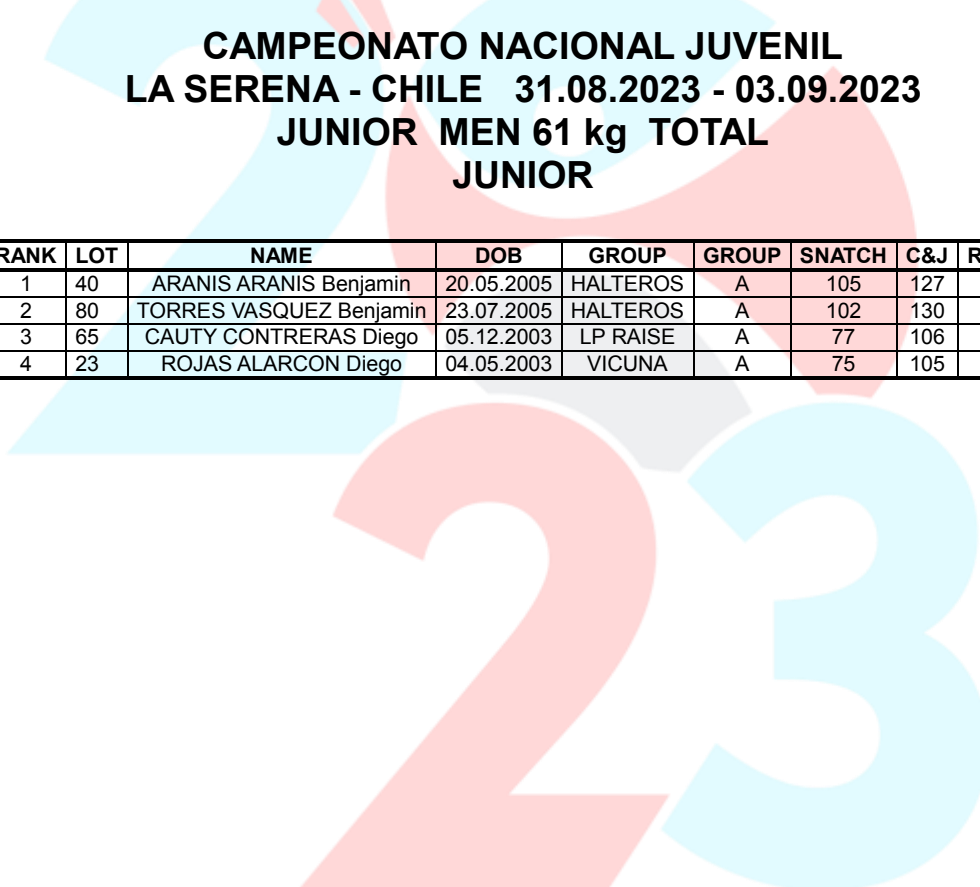 CAMPEONATO NACIONAL JUVENIL
LA SERENA - CHILE 31.08.2023 - 03.09.2023
JUNIOR MEN 61 kg TOTAL
JUNIOR
RANK LOT NAME DOB GROUP GROUP SNATCH C&J R
1 40 ARANIS ARANIS Benjamin 20.05.2005 HALTEROS A 105 127
2 80 TORRES VASQUEZ Benjamin 23.07.2005 HALTEROS A 102 130
3 65 CAUTY CONTRERAS Diego 05.12.2003 LP RAISE A 77 106
4 23 ROJAS ALARCON Diego 04.05.2003 VICUNA A 75 105